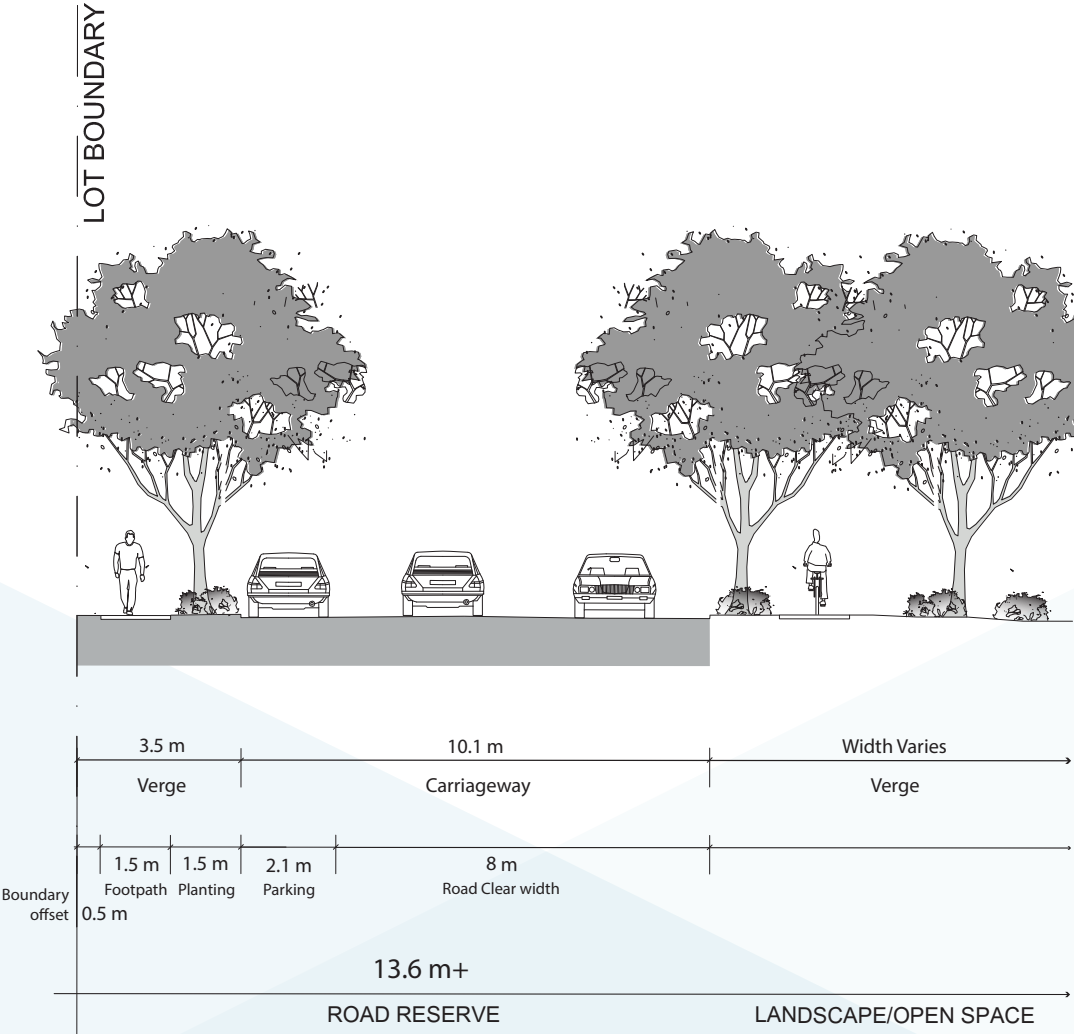 LOT BOUNDARY
3.5 m
10.1 m
Width Varies
Verge
Carriageway
Verge
1.5 m
1.5 m
2.1 m
8 m
Footpath
Planting
Parking
Road Clear width
Boundary
offset
0.5 m
13.6 m+
ROAD RESERVE
LANDSCAPE/OPEN SPACE